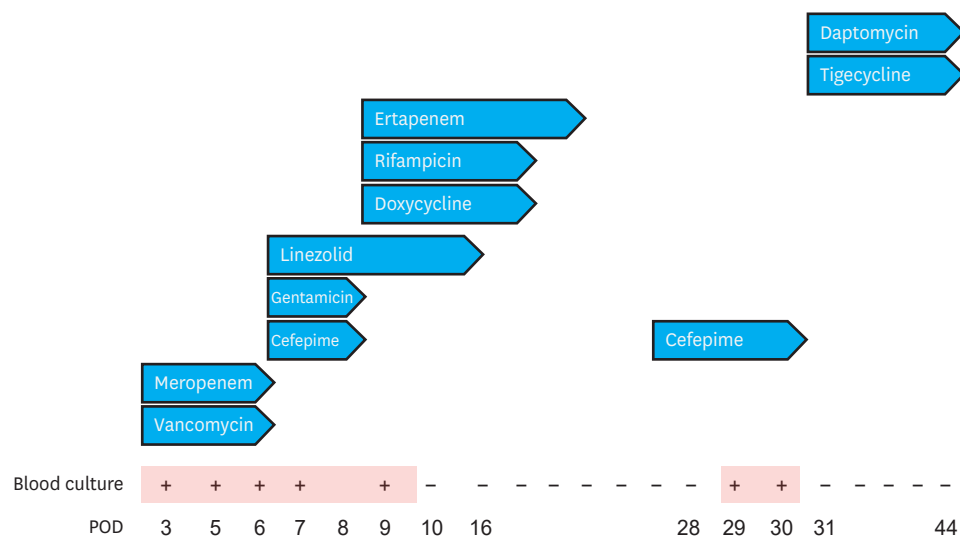 Daptomycin
Tigecycline
Ertapenem
Rifampicin
Doxycycline
Linezolid
Gentamicin
Cefepime Cefepime
Meropenem
Vancomycin
Blood culture + + + + + – – – – – – – – + + – – – –
POD 3 5 6 7 8 9 10 16 28 29 30 31 44